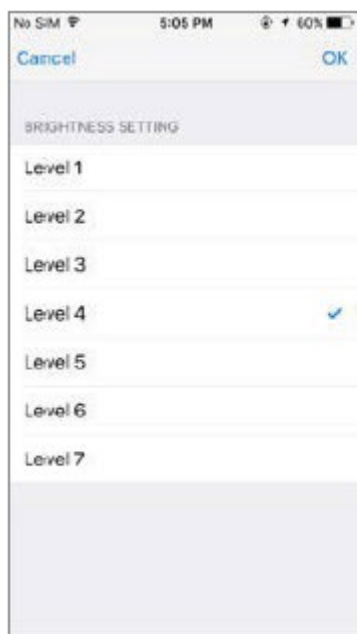 No SIM 5:05 PM 60%
Cancel OK
BRIGHTNESS SETTING
Level 1
Level 2
Level 3
Level 4
Level 5
Level 6
Level 7